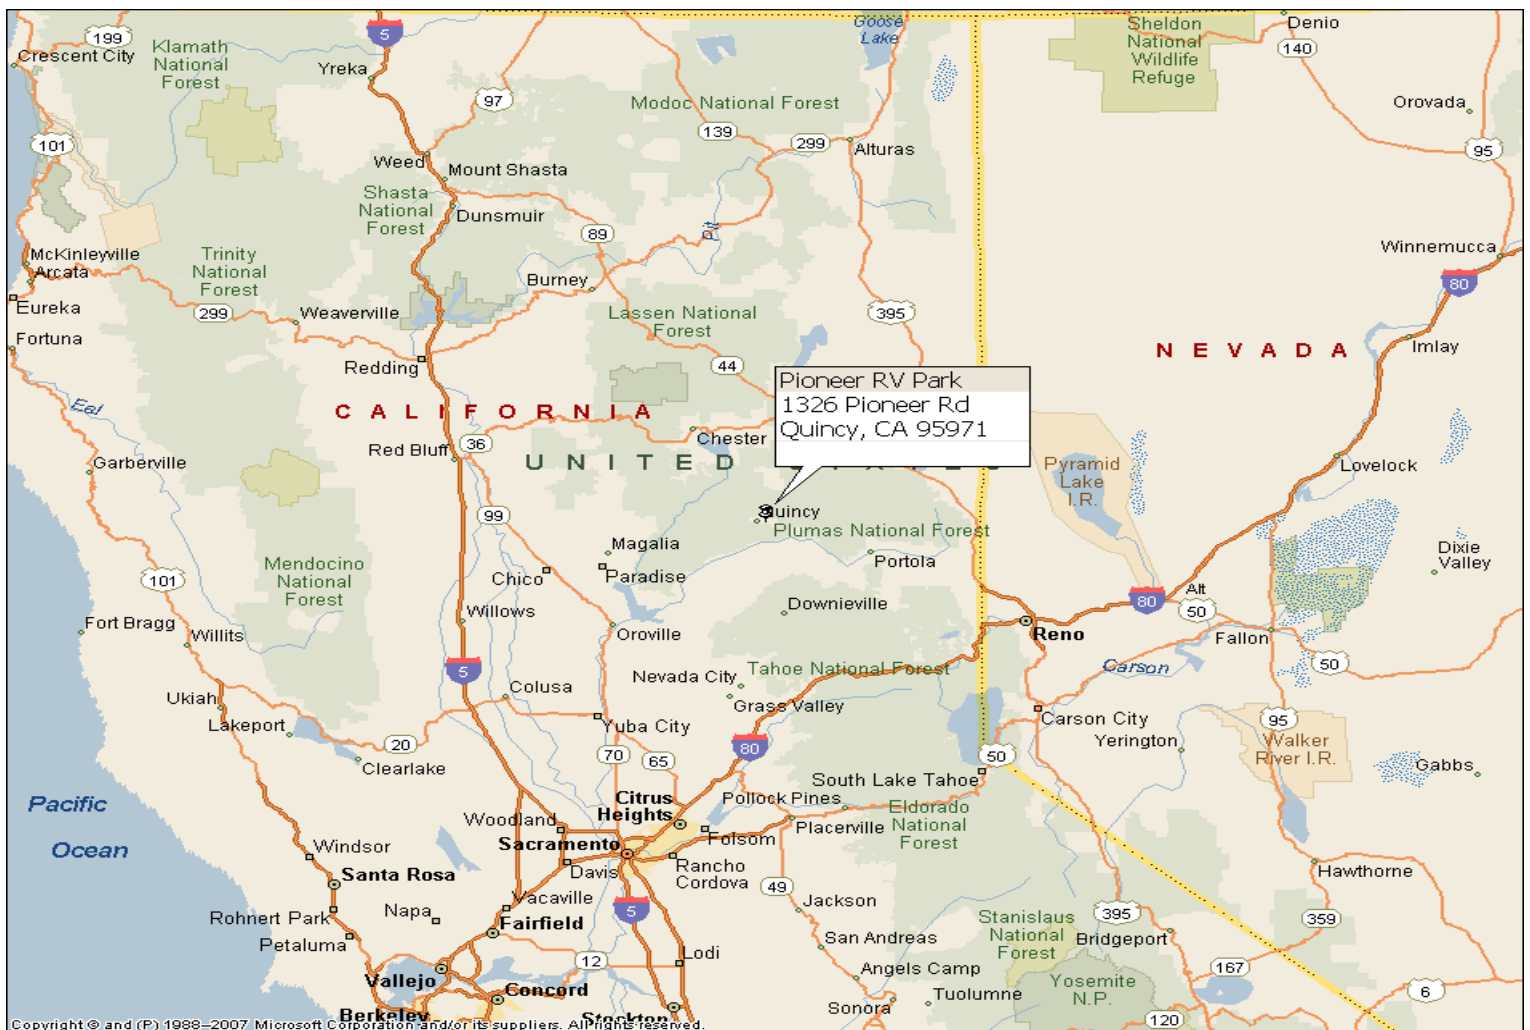 5
199
Crescent City
Klamath
National
Forest
Yreka
97
Modoc National Forest
Goose
Lake
Sheldon
National
Wildlife
Refuge
Denio
140
Orovada
101
139
299
Alturas
95
Weed
Mount Shasta
Shasta
National
Forest
Dunsmuir
89
Pit
Winnemucca
McKinleyville
Arcata
Trinity
National
Forest
Burney
80
Eureka
299
Weaverville
Lassen National
Forest
395
Fortuna
Redding
44
NEVADA
Imlay
Pioneer RV Park
1326 Pioneer Rd
Quincy, CA 95971
Eel
CALIFORNIA
Red Bluff
36
Chester
UNITED STATES
Garberville
Pyramid
Lake
I.R.
Lovelock
99
Quincy
Plumas National Forest
Magalia
Portola
Dixie
Valley
Mendocino
National
Forest
101
Chico
Paradise
80
Alt
50
Willows
Downieville
Fort Bragg
Willits
Oroville
Reno
Fallon
5
Tahoe National Forest
Carson
50
Nevada City
Ukiah
Colusa
Grass Valley
Lakeport
Yuba City
Carson City
95
20
70
65
80
50
Yerington
Walker
River I.R.
Clearlake
South Lake Tahoe
Gabbs
Pacific
Ocean
Citrus
Heights
Pollock Pines
Eldorado
National
Forest
Woodland
Placerville
Folsom
Sacramento
Windsor
Davis
Rancho
Cordova
Santa Rosa
49
Hawthorne
Vacaville
Jackson
Rohnert Park
Napa
5
Fairfield
Stanislaus
National
Forest
395
359
Petaluma
San Andreas
Bridgeport
Lodi
12
Vallejo
Angels Camp
167
Concord
Yosemite
N.P.
6
Tuolumne
Sonora
Berkeley
Stockton
120
Copyright © and (P) 1988–2007 Microsoft Corporation and/or its suppliers. All rights reserved.